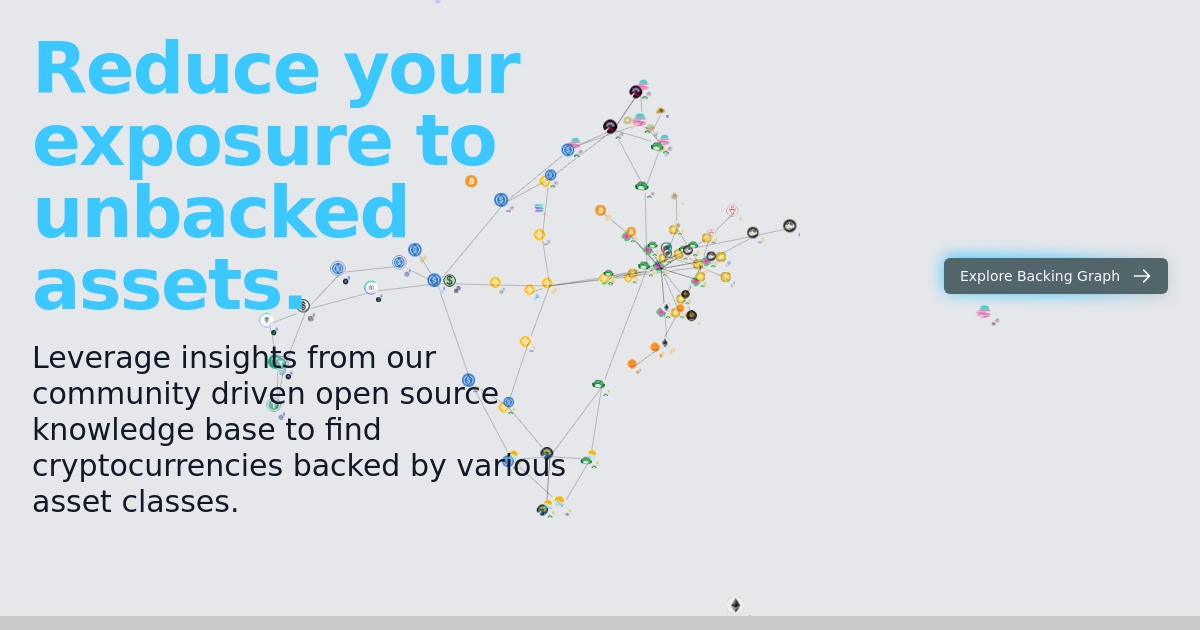 Reduce your
exposure to
unbacked
assets.
Leverage insights from our
community driven open source
knowledge base to find
cryptocurrencies backed by various
asset classes.
Explore Backing Graph